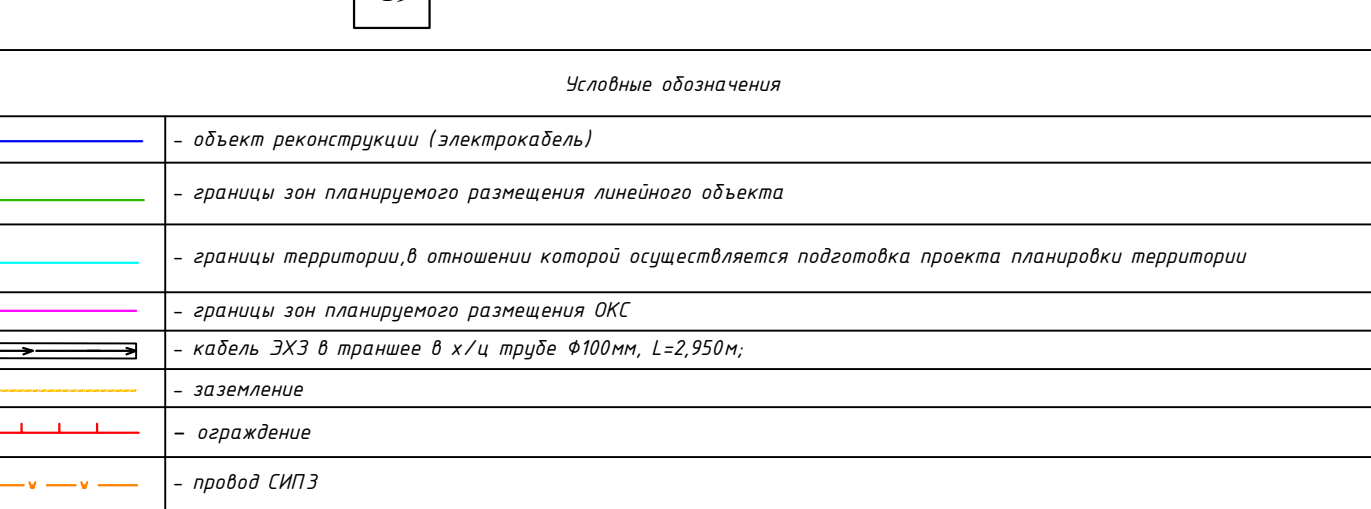 Условные обозначения
- объект реконструкции (электрокабель)
- границы зон планируемого размещения линейного объекта
- границы территории,в отношении которой осуществляется подготовка проекта планировки территории
- границы зон планируемого размещения ОКС
- кабель ЭХЗ в траншее в х/ц трубе Ф100мм, L=2,950м;
- заземление
- ограждение
- провод СИП3